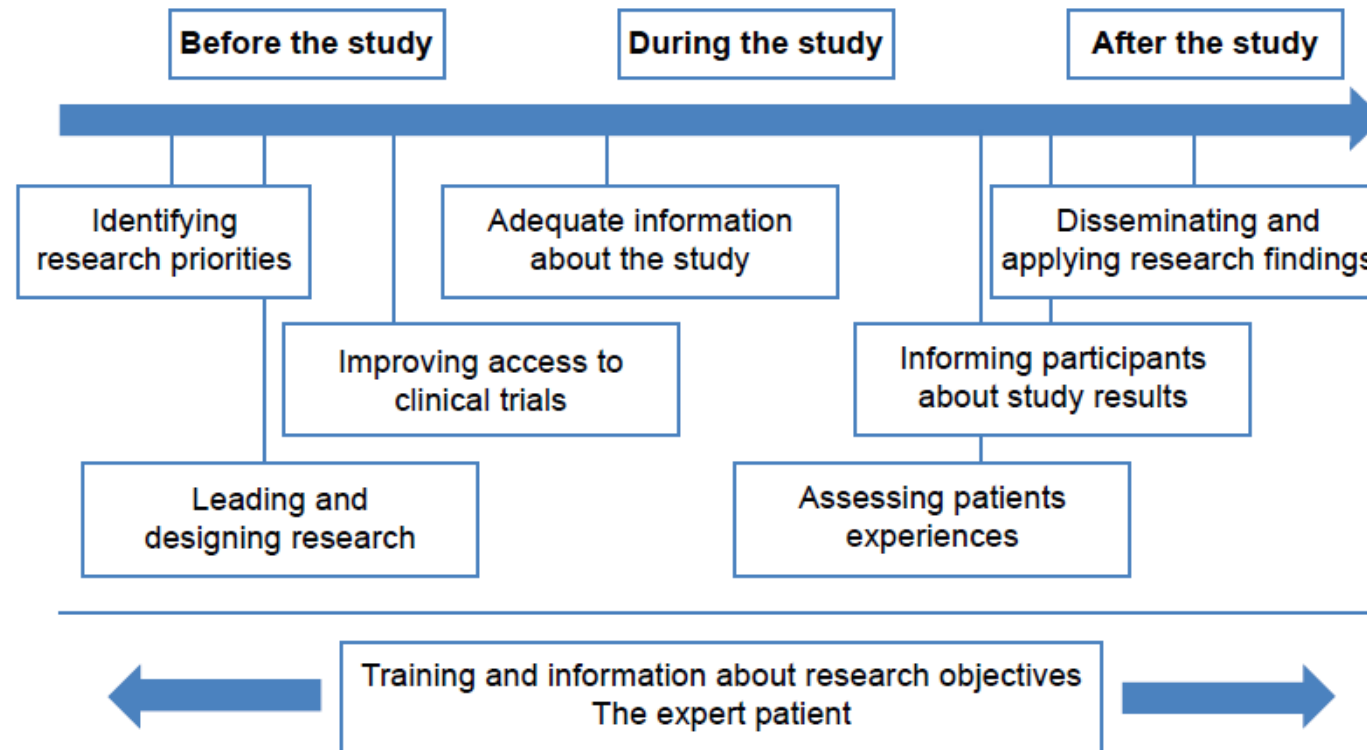 Before the study
During the study
After the study
Identifying
research priorities
Adequate information
about the study
Disseminating and
applying research findings
Improving access to
clinical trials
Informing participants
about study results
Leading and
designing research
Assessing patients
experiences
Training and information about research objectives
The expert patient